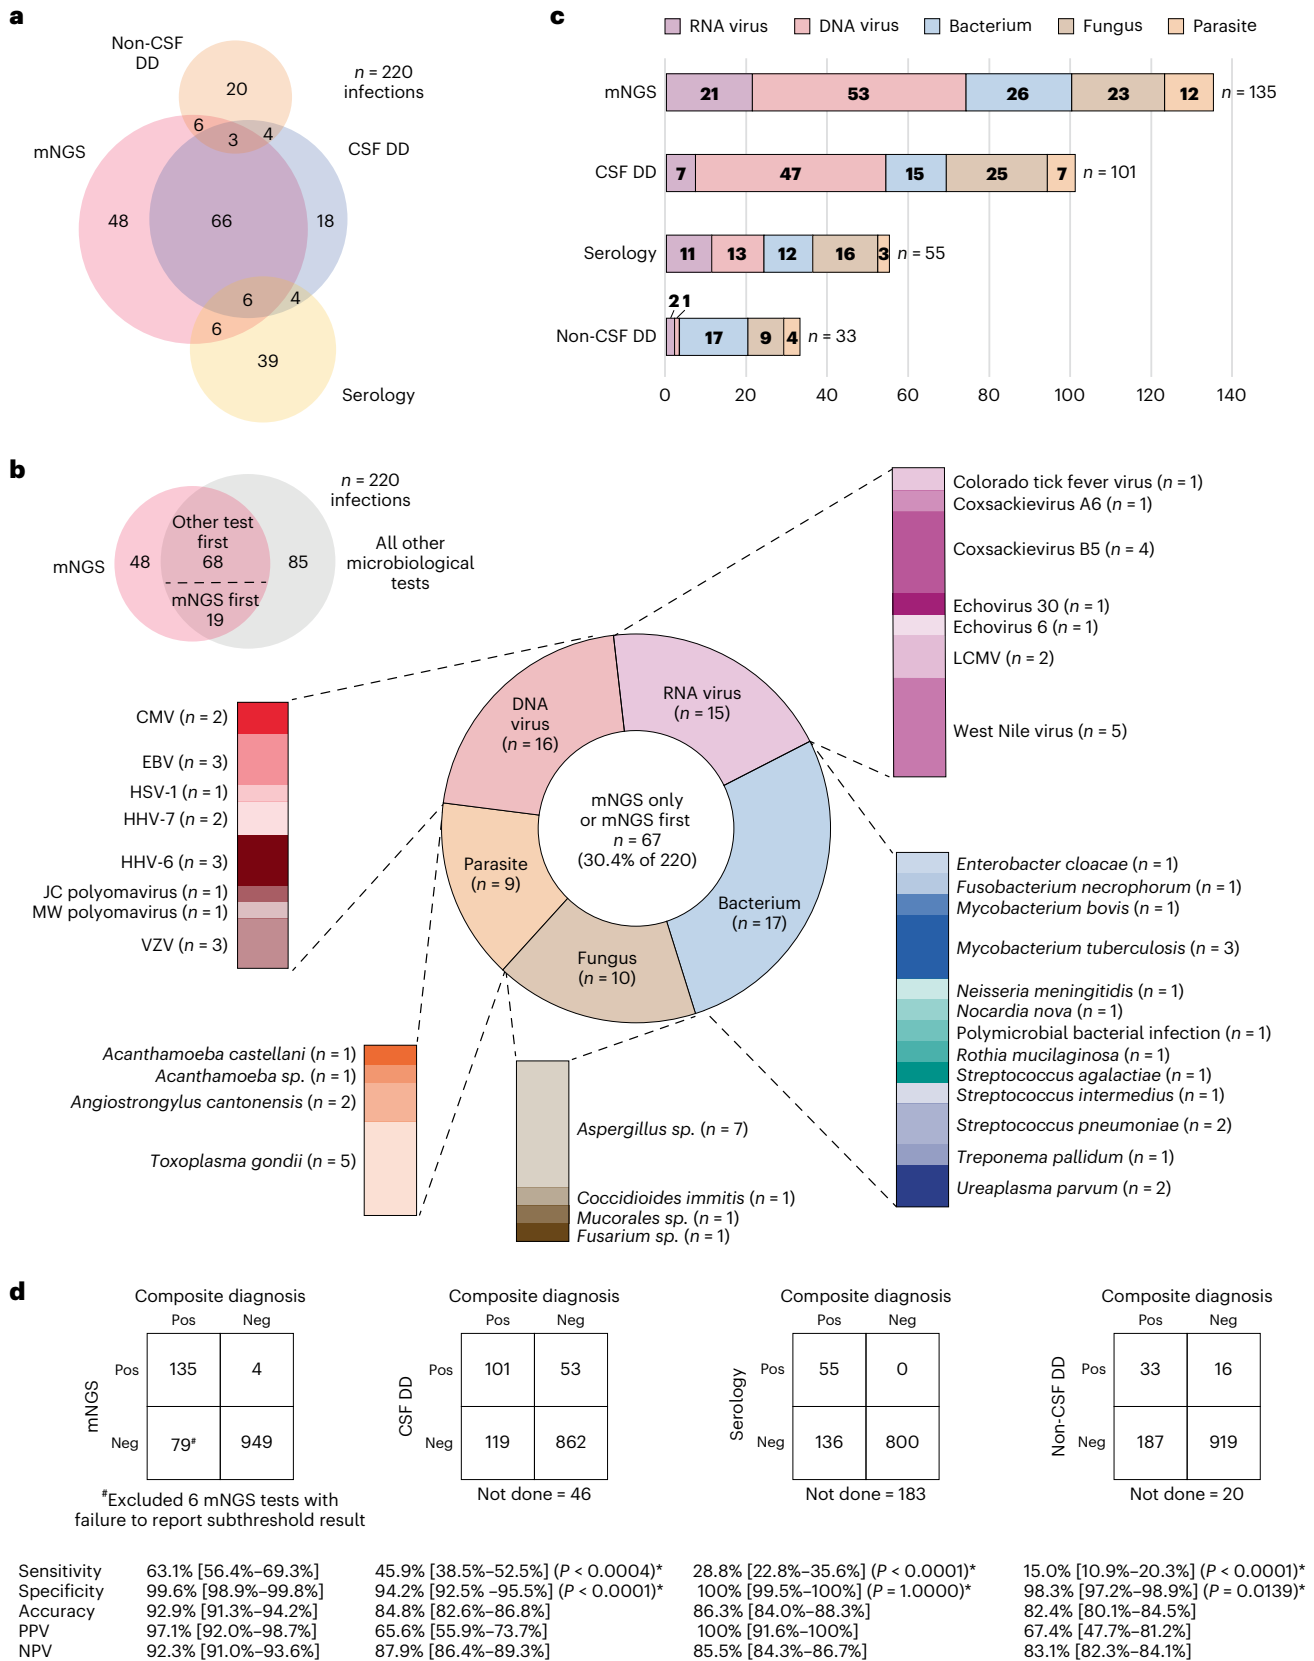 a
Non-CSF
DD
n = 220
infections
20
6
3
4
mNGS
CSF DD
48
66
18
6
4
6
39
Serology
c
RNA virus
DNA virus
Bacterium
Fungus
Parasite
mNGS
21
53
26
23
12
n = 135
CSF DD
7
47
15
25
7
n = 101
Serology
11
13
12
16
3
n = 55
2 1
Non-CSF DD
17
9
4
n = 33
0
20
40
60
80
100
120
140
b
n = 220
infections
Other test
first
mNGS
48
68
85
All other
microbiological
tests
mNGS first
19
Colorado tick fever virus (n = 1)
Coxsackievirus A6 (n = 1)
Coxsackievirus B5 (n = 4)
Echovirus 30 (n = 1)
Echovirus 6 (n = 1)
LCMV (n = 2)
West Nile virus (n = 5)
DNA
virus
(n = 16)
RNA virus
(n = 15)
mNGS only
or mNGS first
n = 67
(30.4% of 220)
Parasite
(n = 9)
Bacterium
(n = 17)
Fungus
(n = 10)
CMV (n = 2)
EBV (n = 3)
HSV-1 (n = 1)
HHV-7 (n = 2)
HHV-6 (n = 3)
JC polyomavirus (n = 1)
MW polyomavirus (n = 1)
VZV (n = 3)
Enterobacter cloacae (n = 1)
Fusobacterium necrophorum (n = 1)
Mycobacterium bovis (n = 1)
Mycobacterium tuberculosis (n = 3)
Neisseria meningitidis (n = 1)
Nocardia nova (n = 1)
Polymicrobial bacterial infection (n = 1)
Rothia mucilaginosa (n = 1)
Streptococcus agalactiae (n = 1)
Streptococcus intermedius (n = 1)
Streptococcus pneumoniae (n = 2)
Treponema pallidum (n = 1)
Ureaplasma parvum (n = 2)
Acanthamoeba castellani (n = 1)
Acanthamoeba sp. (n = 1)
Angiostrongylus cantonensis (n = 2)
Toxoplasma gondii (n = 5)
Aspergillus sp. (n = 7)
Coccidioides immitis (n = 1)
Mucorales sp. (n = 1)
Fusarium sp. (n = 1)
d
Composite diagnosis
Pos Neg
mNGS
Pos 135 4
Neg 79# 949
#Excluded 6 mNGS tests with
failure to report subthreshold result
Composite diagnosis
Pos Neg
CSF DD
Pos 101 53
Neg 119 862
Not done = 46
Composite diagnosis
Pos Neg
Serology
Pos 55 0
Neg 136 800
Not done = 183
Composite diagnosis
Pos Neg
Non-CSF DD
Pos 33 16
Neg 187 919
Not done = 20
Sensitivity 63.1% [56.4%–69.3%] 45.9% [38.5%–52.5%] (P < 0.0004)* 28.8% [22.8%–35.6%] (P < 0.0001)* 15.0% [10.9%–20.3%] (P < 0.0001)*
Specificity 99.6% [98.9%–99.8%] 94.2% [92.5% –95.5%] (P < 0.0001)* 100% [99.5%–100%] (P = 1.0000)* 98.3% [97.2%–98.9%] (P = 0.0139)*
Accuracy 92.9% [91.3%–94.2%] 84.8% [82.6%–86.8%] 86.3% [84.0%–88.3%] 82.4% [80.1%–84.5%]
PPV 97.1% [92.0%–98.7%] 65.6% [55.9%–73.7%] 100% [91.6%–100%] 67.4% [47.7%–81.2%]
NPV 92.3% [91.0%–93.6%] 87.9% [86.4%–89.3%] 85.5% [84.3%–86.7%] 83.1% [82.3%–84.1%]